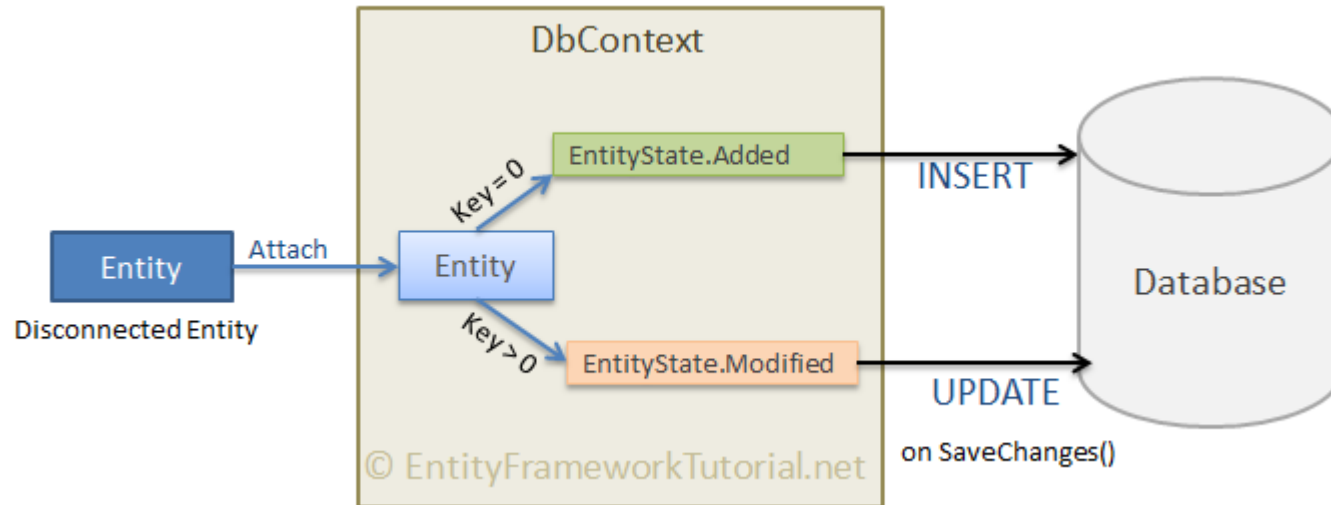 DbContext
EntityState.Added
INSERT
Key = 0
Attach
Entity
Entity
Database
Disconnected Entity
Key > 0
EntityState.Modified
UPDATE
on SaveChanges()
© EntityFrameworkTutorial.net